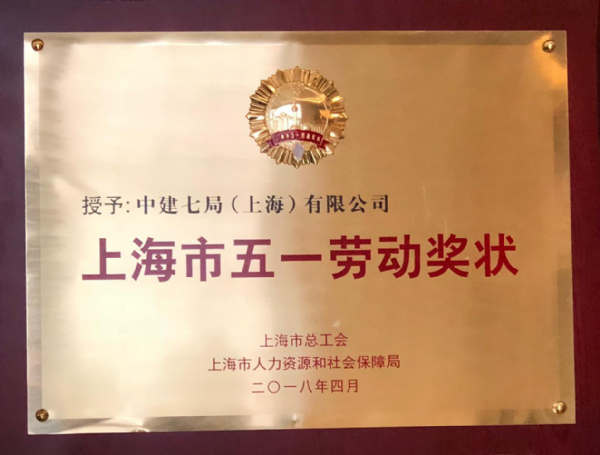 授予:中建七局(上海)有限公司
上海市五一劳动奖状
上海市总工会
上海市人力资源和社会保障局
二〇一八年四月